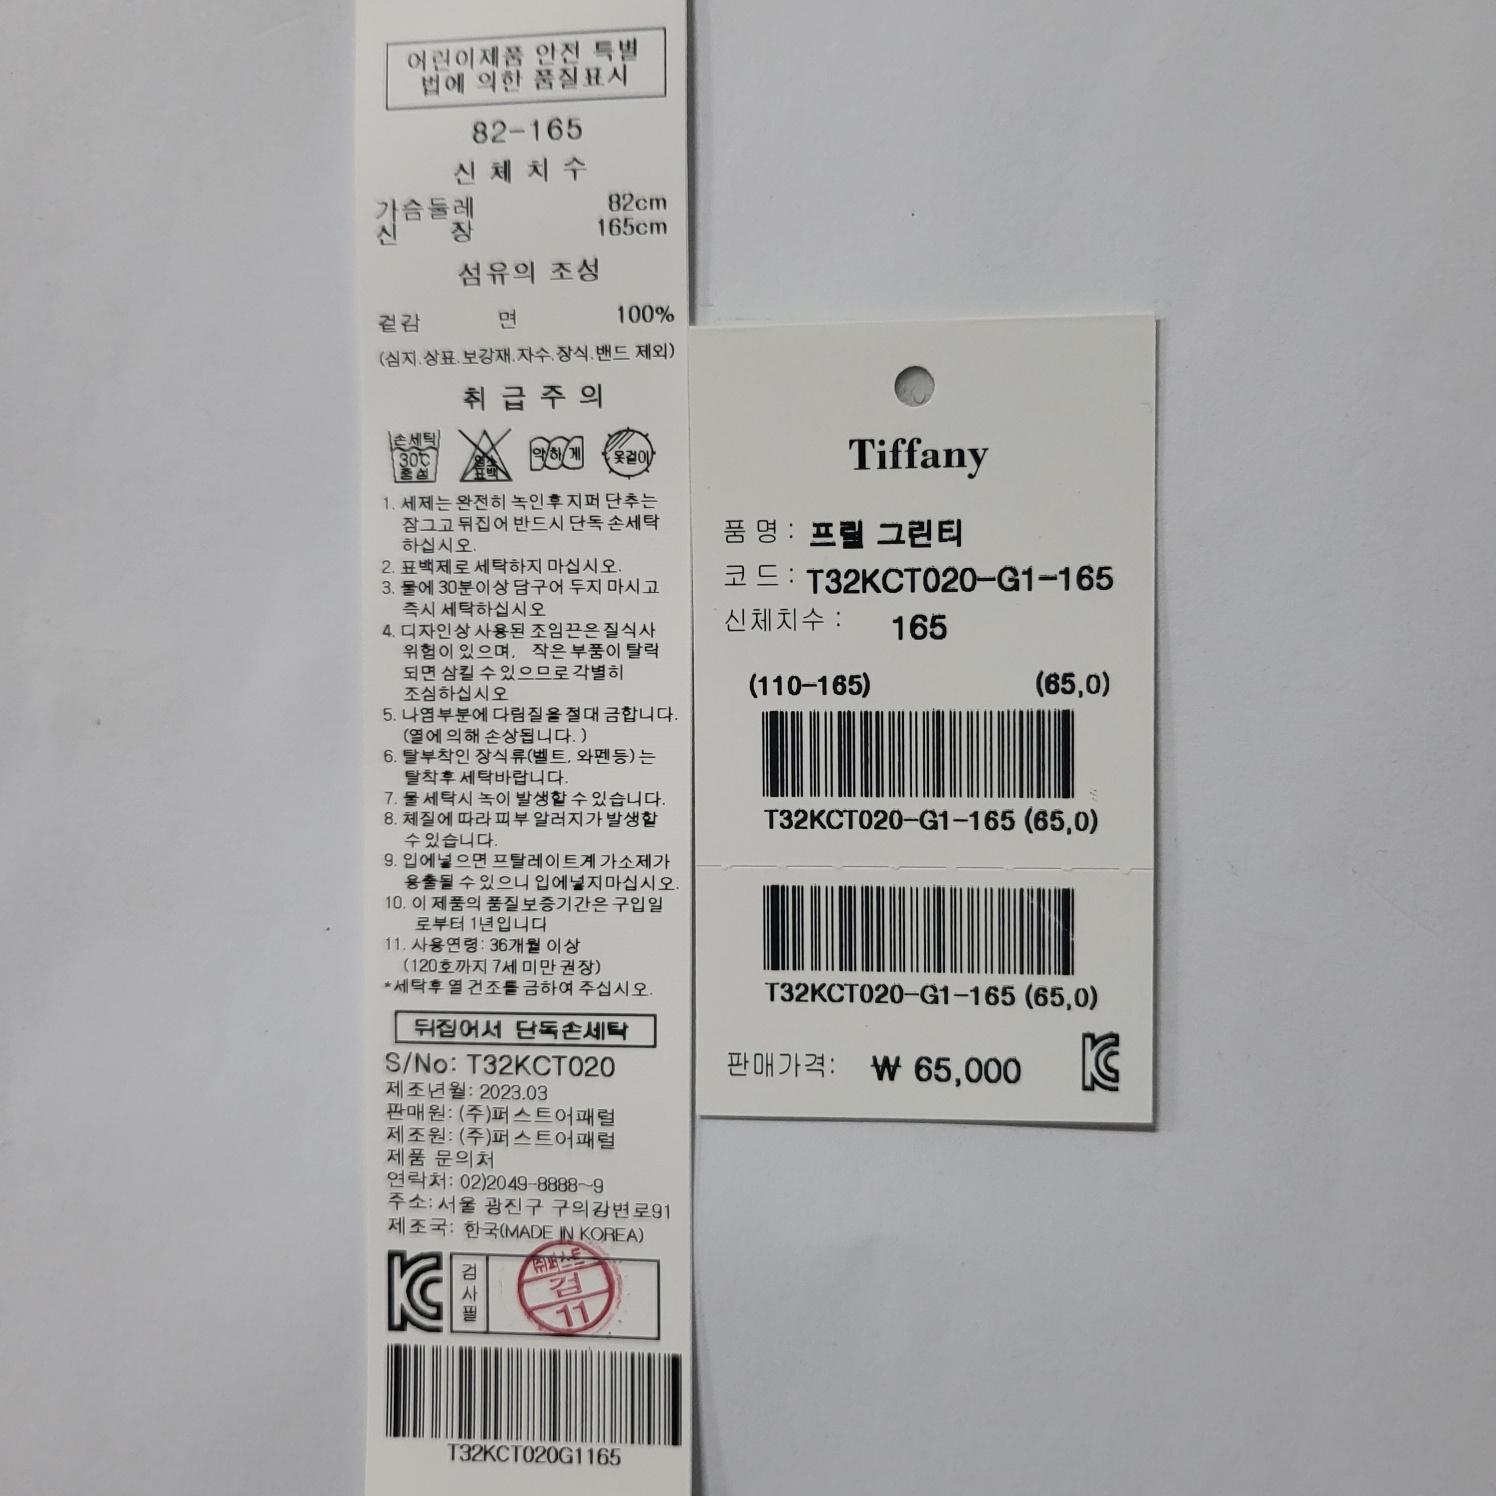 어린이제품 안전 특별
법에 의한 품질표시
82-165
신 체 치 수
가슴둘레 82cm
신 장 165cm
섬유의 조성
겉감 면 100%
(심지.상표.보강재.자수.장식.밴드 제외)
취 급 주 의
손세탁
30℃
중성
염소
표백
약하게
옷걸이
1. 세제는 완전히 녹인후 지퍼 단추는
잠그고 뒤집어 반드시 단독 손세탁
하십시오.
2. 표백제로 세탁하지 마십시오.
3. 물에 30분이상 담구어 두지 마시고
즉시 세탁하십시오
4. 디자인상 사용된 조임끈은 질식사
위험이 있으며, 작은 부품이 탈락
되면 삼킬 수 있으므로 각별히
조심하십시오
5. 나염부분에 다림질을 절대 금합니다.
(열에 의해 손상됩니다. )
6. 탈부착인 장식류(벨트, 와펜등) 는
탈착후 세탁바랍니다.
7. 물 세탁시 녹이 발생할 수 있습니다.
8. 체질에 따라 피부 알러지가 발생할
수 있습니다.
9. 입에넣으면 프탈레이트계 가소제가
용출될 수 있으니 입에넣지마십시오.
10. 이 제품의 품질보증기간은 구입일
로부터 1년입니다
11. 사용연령: 36개월 이상
(120호까지 7세 미만 권장)
*세탁후 열 건조를 금하여 주십시오.
뒤집어서 단독손세탁
S/No: T32KCT020
제조년월: 2023.03
판매원: (주)퍼스트어패럴
제조원: (주)퍼스트어패럴
제품 문의처
연락처: 02)2049-8888~9
주소: 서울 광진구 구의강변로91
제조국: 한국(MADE IN KOREA)
KC
검사필
(주)퍼스트
검
11
T32KCT020G1165
Tiffany
품 명 : 프릴 그린티
코 드 : T32KCT020-G1-165
신체치수 : 165
(110-165) (65,0)
T32KCT020-G1-165 (65,0)
T32KCT020-G1-165 (65,0)
판매가격: ₩ 65,000
KC